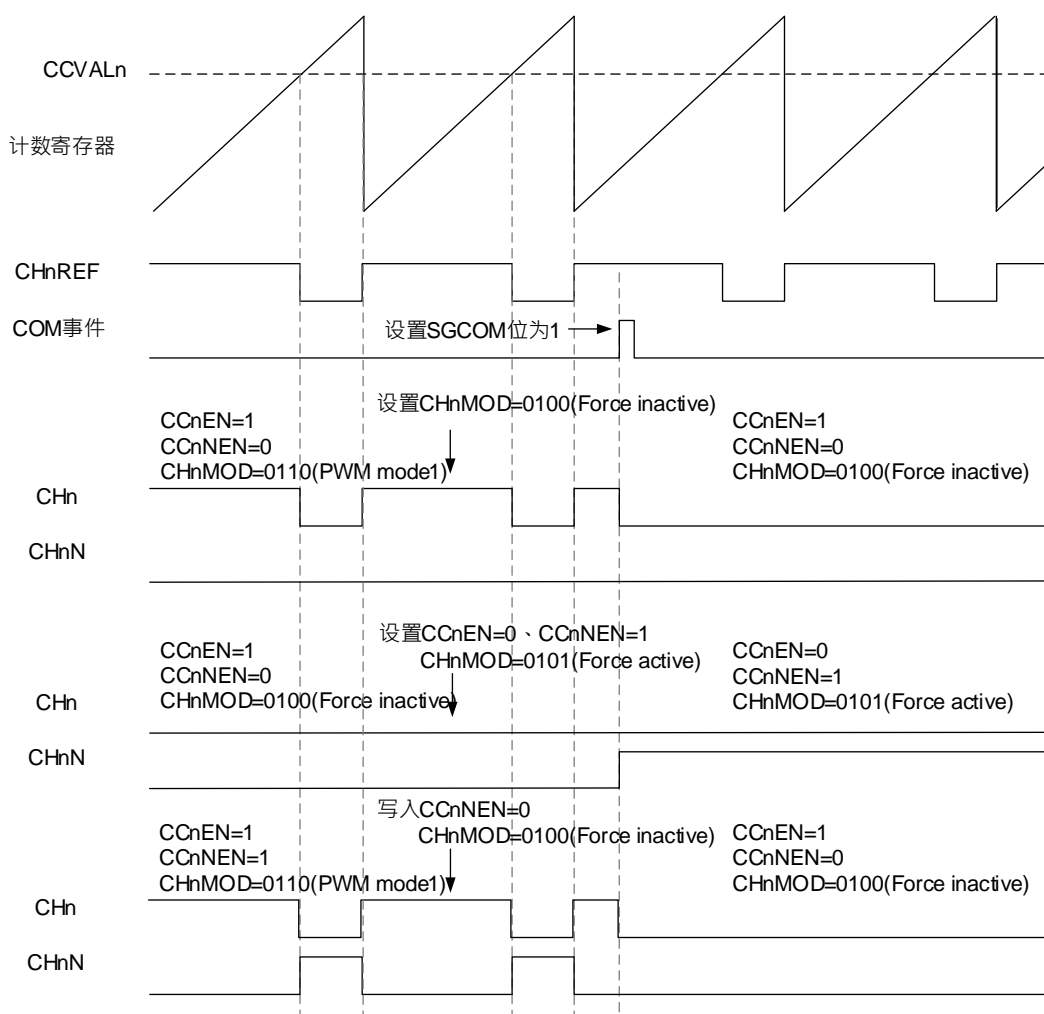 CCVALn
计数寄存器
CHnREF
COM事件
设置SGCOM位为1
设置CHnMOD=0100(Force inactive)
CCnEN=1
CCnNEN=0
CHnMOD=0110(PWM mode1)
CCnEN=1
CCnNEN=0
CHnMOD=0100(Force inactive)
CHn
CHnN
设置CCnEN=0、CCnNEN=1
CHnMOD=0101(Force active)
CCnEN=1
CCnNEN=0
CHnMOD=0100(Force inactive)
CCnEN=0
CCnNEN=1
CHnMOD=0101(Force active)
CHn
CHnN
写入CCnNEN=0
CHnMOD=0100(Force inactive)
CCnEN=1
CCnNEN=1
CHnMOD=0110(PWM mode1)
CCnEN=1
CCnNEN=0
CHnMOD=0100(Force inactive)
CHn
CHnN